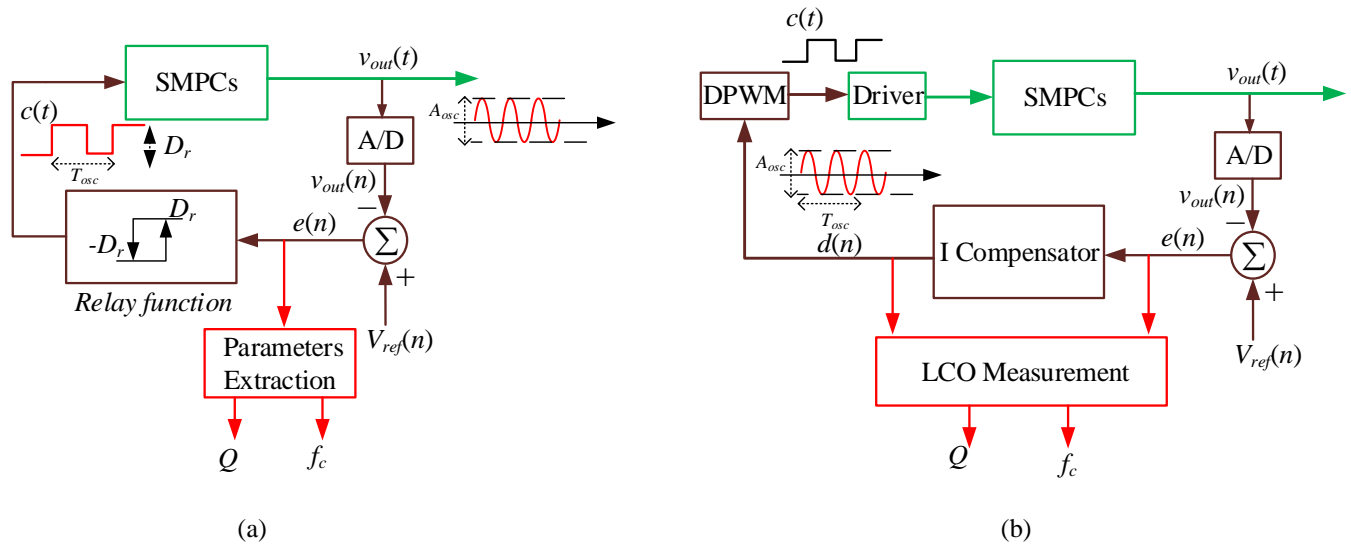 SMPCs
v_out(t)
c(t)
D_r
T_osc
A_osc
A/D
v_out(n)
D_r
-D_r
e(n)
−
Σ
+
Relay function
V_ref(n)
Parameters
Extraction
Q
f_c
(a)
c(t)
DPWM
Driver
SMPCs
v_out(t)
A_osc
T_osc
A/D
v_out(n)
d(n)
I Compensator
e(n)
−
Σ
+
V_ref(n)
LCO Measurement
Q
f_c
(b)